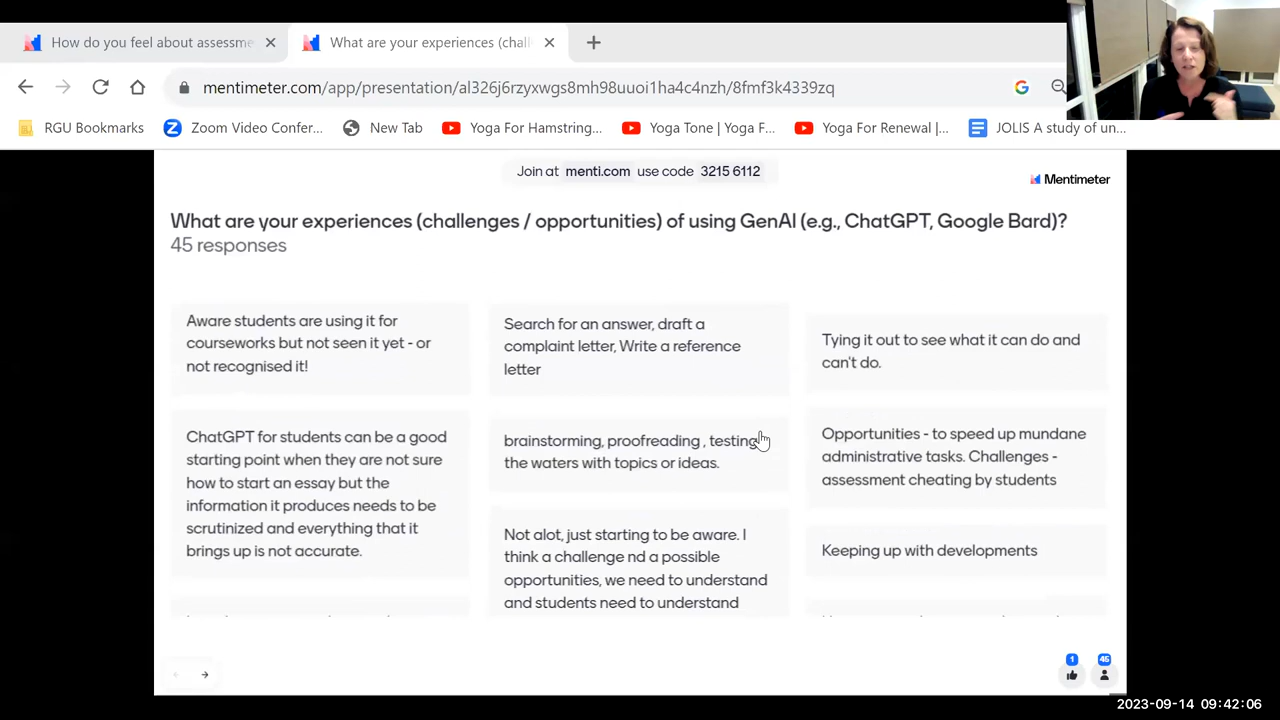 How do you feel about assessme
What are your experiences (chall
mentimeter.com/app/presentation/al326j6rzyxwgs8mh98uuoi1ha4c4nzh/8fmf3k4339zq
RGU Bookmarks
Zoom Video Confer...
New Tab
Yoga For Hamstring...
Yoga Tone | Yoga F...
Yoga For Renewal |...
JOLIS A study of un...
Join at menti.com use code 3215 6112
Mentimeter
What are your experiences (challenges / opportunities) of using GenAI (e.g., ChatGPT, Google Bard)?
45 responses
Aware students are using it for
courseworks but not seen it yet - or
not recognised it!
ChatGPT for students can be a good
starting point when they are not sure
how to start an essay but the
information it produces needs to be
scrutinized and everything that it
brings up is not accurate.
Search for an answer, draft a
complaint letter, Write a reference
letter
brainstorming, proofreading , testing
the waters with topics or ideas.
Not alot, just starting to be aware. I
think a challenge nd a possible
opportunities, we need to understand
and students need to understand
Tying it out to see what it can do and
can't do.
Opportunities - to speed up mundane
administrative tasks. Challenges -
assessment cheating by students
Keeping up with developments
1
45
2023-09-14 09:42:06